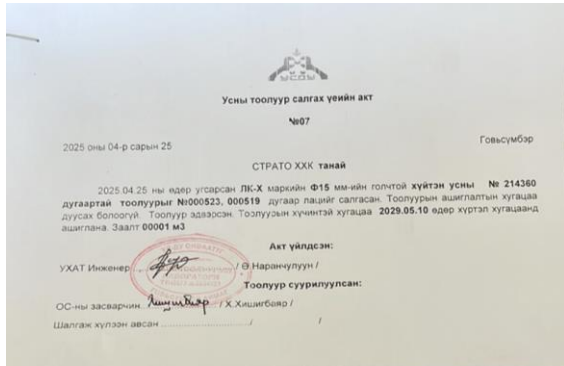 УСДУ
Усны тоолуур салгах үеийн акт
№07
2025 оны 04-р сарын 25
Говьсүмбэр
СТРАТО ХХК танай
2025.04.25 ны өдөр угсарсан ЛК-Х маркийн Ф15 мм-ийн голчтой хүйтэн усны № 214360
дугаартай тоолуурыг №000523, 000519 дугаар лацийг салгасан. Тоолуурын ашиглалтын хугацаа
дуусах болоогүй. Тоолуур эдвэрсэн. Тоолуурын хүчинтэй хугацаа 2029.05.10 өдөр хүртэл хугацаанд
ашиглана. Заалт 00001 м3
Акт үйлдсэн:
УХАТ Инженер / Ө.Наранчулуун /
Тоолуур суурилуулсан:
ОС-ны засварчин / Х.Хишигбаяр /
Шалгаж хүлээн авсан ..................../ /